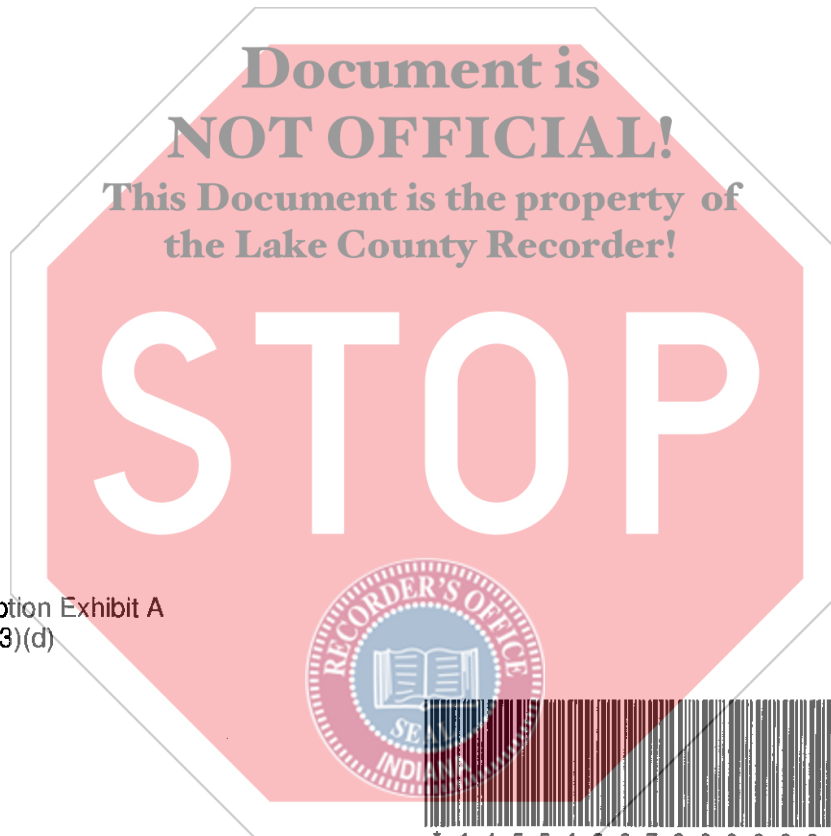 Document is
NOT OFFICIAL!
This Document is the property of
the Lake County Recorder!
STOP
Exhibit A
3)(d)
RECORDER'S OFFICE
SEAL
INDIANA